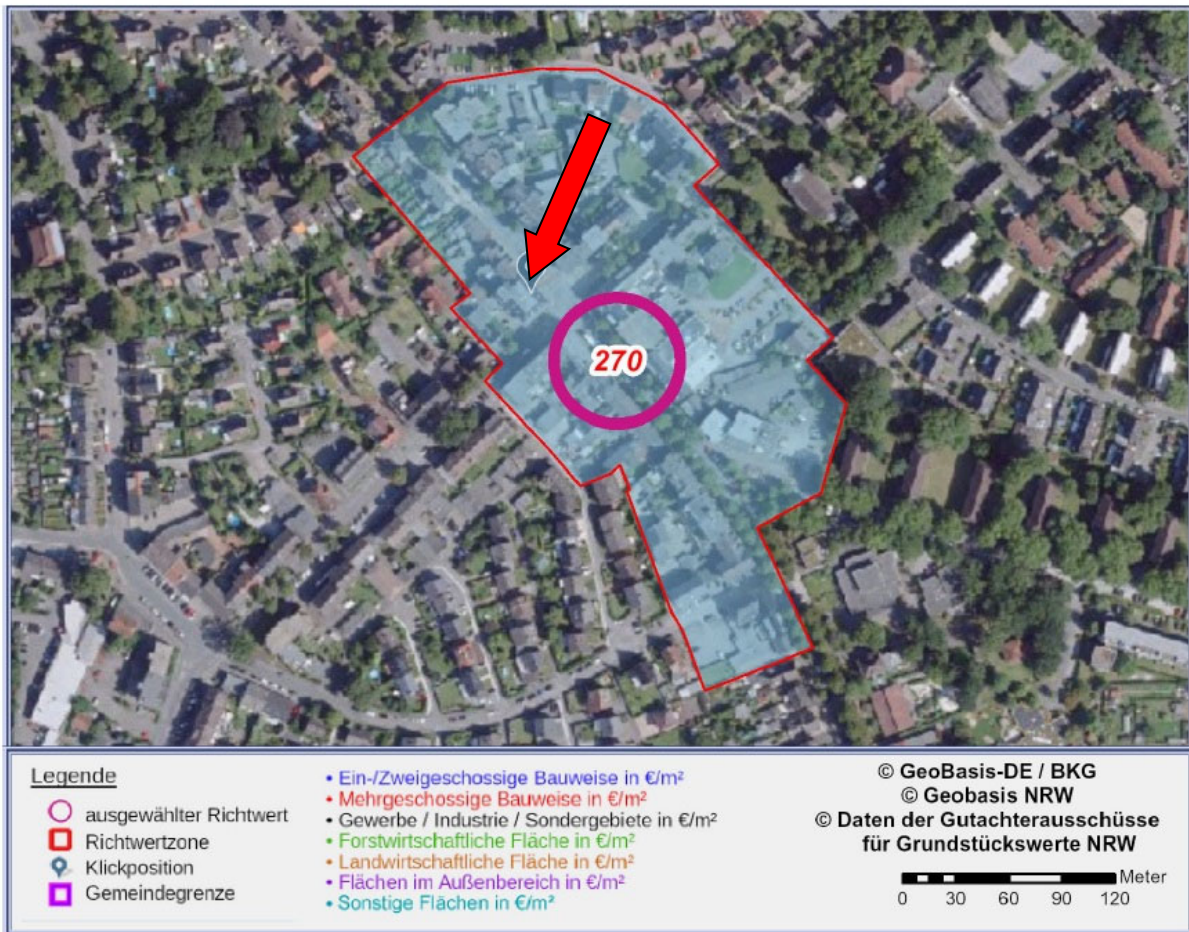 270
Legende
ausgewählter Richtwert
Richtwertzone
Klickposition
Gemeindegrenze
• Ein-/Zweigeschossige Bauweise in €/m²
• Mehrgeschossige Bauweise in €/m²
• Gewerbe / Industrie / Sondergebiete in €/m²
• Forstwirtschaftliche Fläche in €/m²
• Landwirtschaftliche Fläche in €/m²
• Flächen im Außenbereich in €/m²
• Sonstige Flächen in €/m²
© GeoBasis-DE / BKG
© Geobasis NRW
© Daten der Gutachterausschüsse
für Grundstückswerte NRW
Meter
0 30 60 90 120